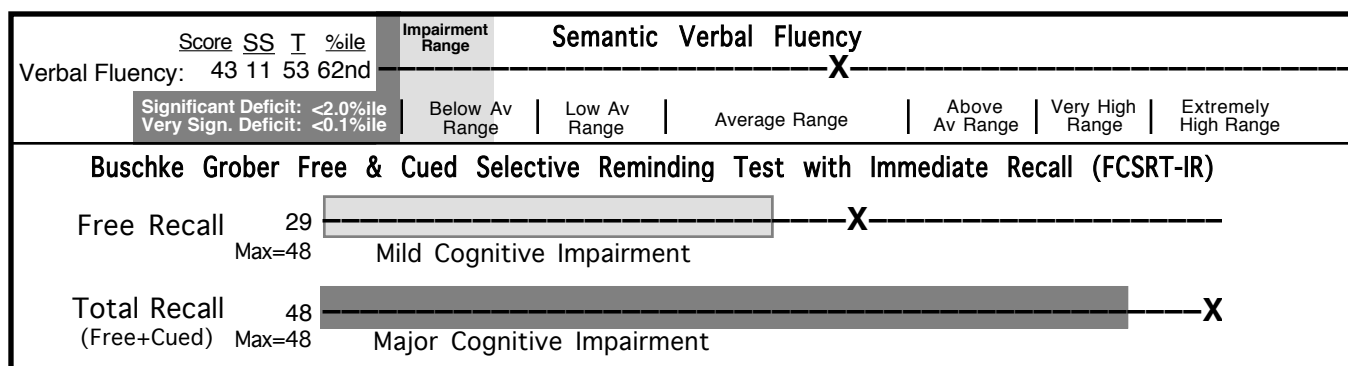 Impairment
Range
Semantic Verbal Fluency
Score SS T %ile
Verbal Fluency: 43 11 53 62nd X
Significant Deficit: <2.0%ile
Very Sign. Deficit: <0.1%ile
Below Av
Range
Low Av
Range
Average Range
Above
Av Range
Very High
Range
Extremely
High Range
Buschke Grober Free & Cued Selective Reminding Test with Immediate Recall (FCSRT-IR)
Free Recall 29 X
Max=48 Mild Cognitive Impairment
Total Recall 48 X
(Free+Cued) Max=48 Major Cognitive Impairment